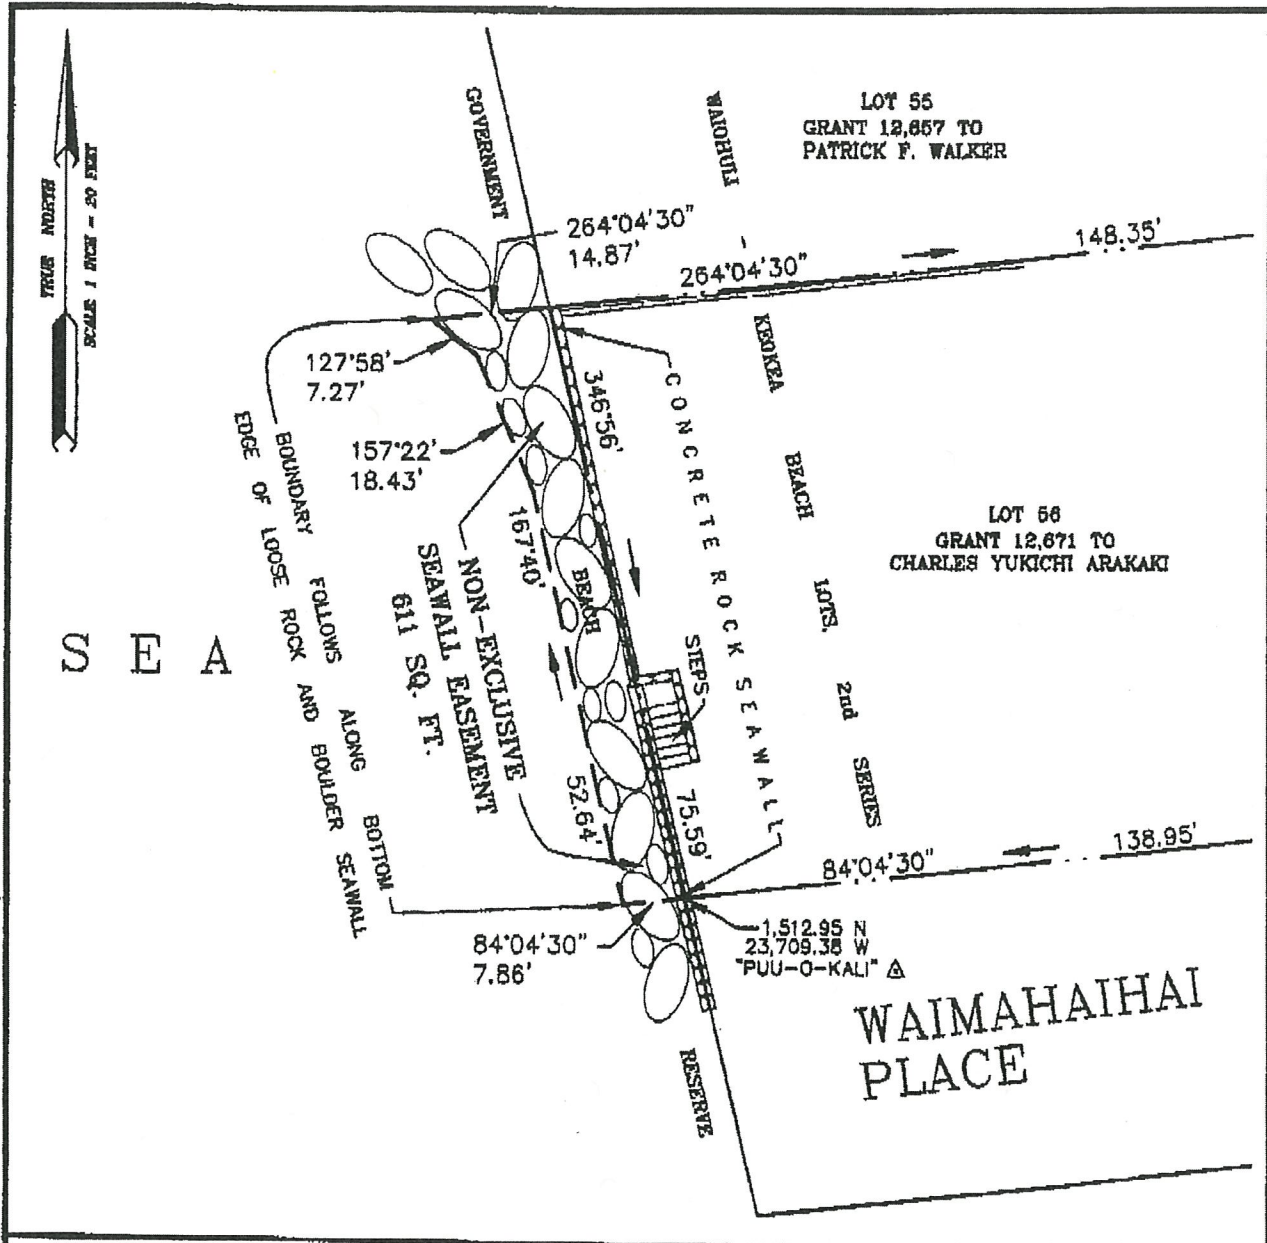 LOT 55
GRANT 12,657 TO
PATRICK F. WALKER
GOVERNMENT
WAIOHULI - KEOKEA BEACH LOTS, 2nd SERIES
TRUE NORTH
SCALE 1 INCH = 20 FEET
264°04'30"
14.87'
264°04'30"
148.35'
127°58'
7.27'
157°22'
18.43'
346°56'
CONCRETE ROCK SEAWALL
167°40'
BEACH
LOT 56
GRANT 12,671 TO
CHARLES YUKICHI ARAKAKI
SEA
BOUNDARY FOLLOWS ALONG BOTTOM
EDGE OF LOOSE ROCK AND BOULDER SEAWALL
NON-EXCLUSIVE
SEAWALL EASEMENT
611 SQ. FT.
STEPS
52.64'
75.59'
84°04'30"
138.95'
84°04'30"
7.86'
1,512.95 N
23,709.38 W
"PUU-O-KALI"
WAIMAHAIHAI
PLACE
RESERVE